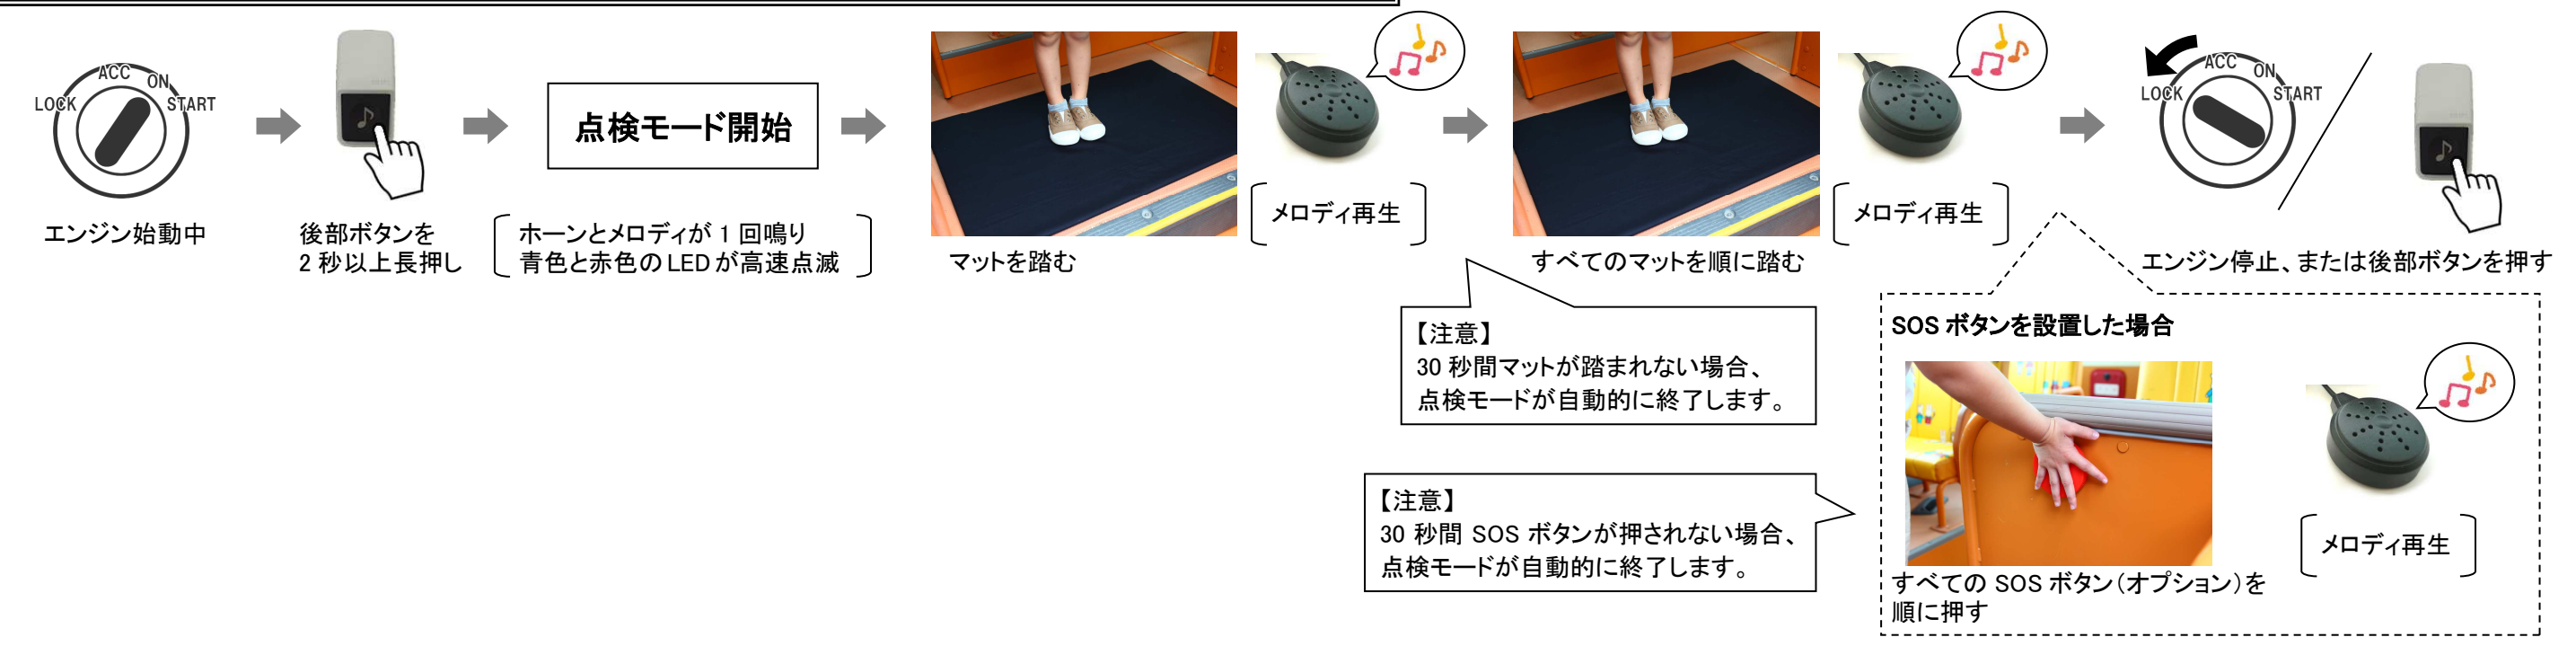 LOCK
ACC
ON
START
エンジン始動中
後部ボタンを
2 秒以上長押し
点検モード開始
ホーンとメロディが 1 回鳴り
青色と赤色の LED が高速点滅
マットを踏む
メロディ再生
【注意】
30 秒間マットが踏まれない場合、
点検モードが自動的に終了します。
すべてのマットを順に踏む
メロディ再生
LOCK
ACC
ON
START
エンジン停止、または後部ボタンを押す
SOS ボタンを設置した場合
すべての SOS ボタン（オプション）を
順に押す
メロディ再生
【注意】
30 秒間 SOS ボタンが押されない場合、
点検モードが自動的に終了します。